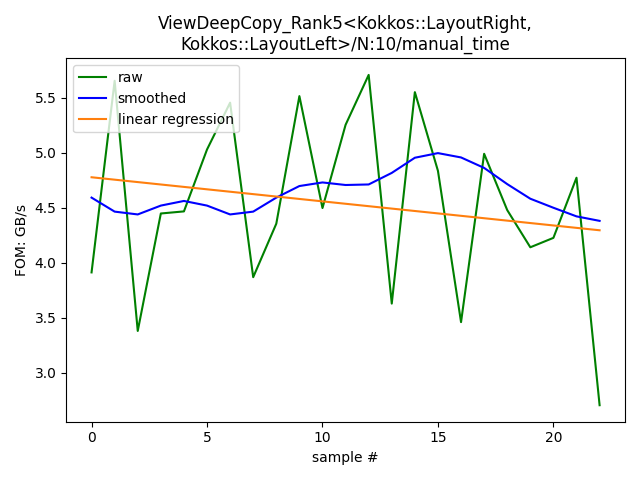 ViewDeepCopy_Rank5<Kokkos::LayoutRight,
Kokkos::LayoutLeft>/N:10/manual_time
raw
smoothed
linear regression
FOM: GB/s
5.5
5.0
4.5
4.0
3.5
3.0
0
5
10
15
20
sample #